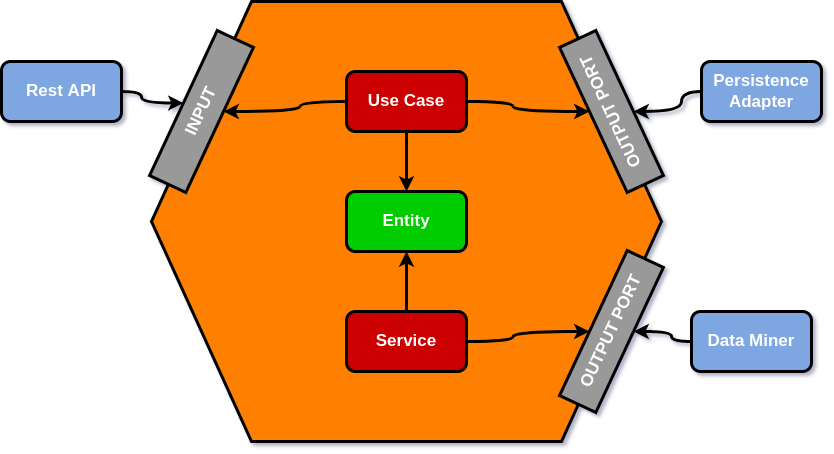 Rest API
INPUT
Use Case
OUTPUT PORT
Persistence
Adapter
Entity
Service
OUTPUT PORT
Data Miner